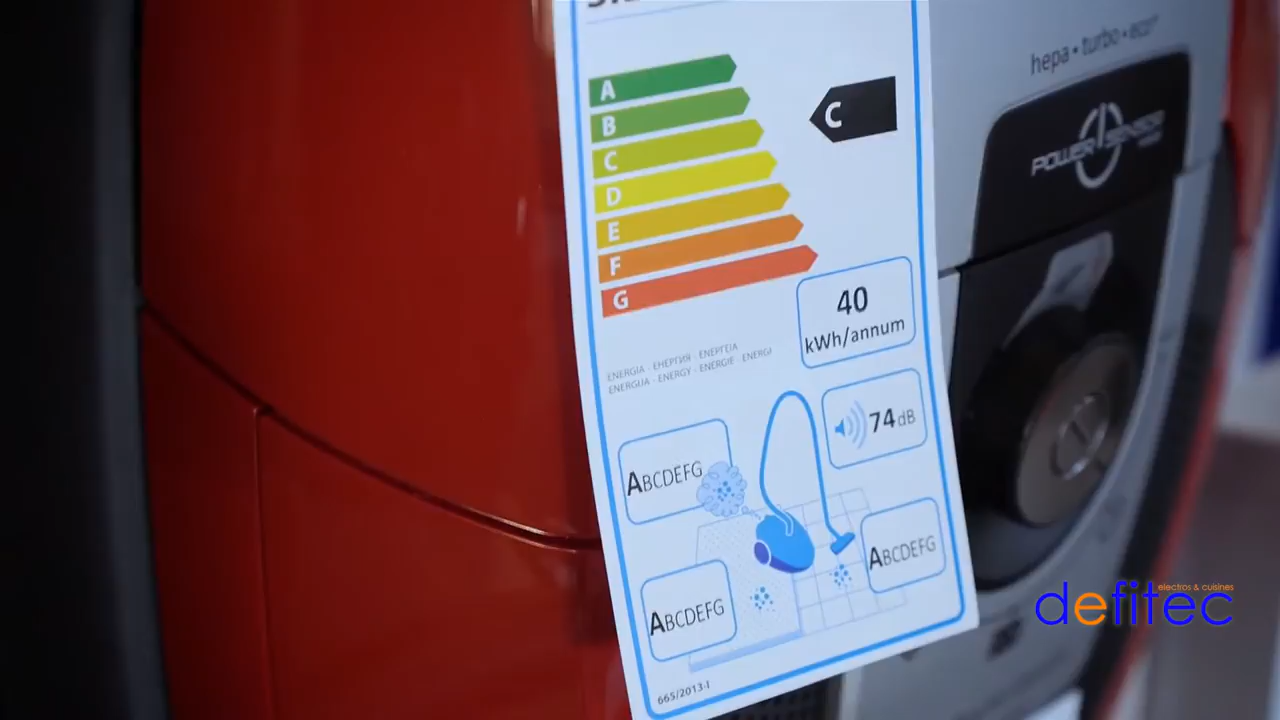 hepa • turbo • eco
POWER SENSOR
A
B
C
D
E
F
G
C
40
kWh/annum
ENERGIA · ЕНЕРГИЯ · ΕΝΕΡΓΕΙΑ
ENERGIJA · ENERGY · ENERGIE · ENERGI
74dB
ABCDEFG
ABCDEFG
ABCDEFG
665/2013-I
electros & cuisines
defitec